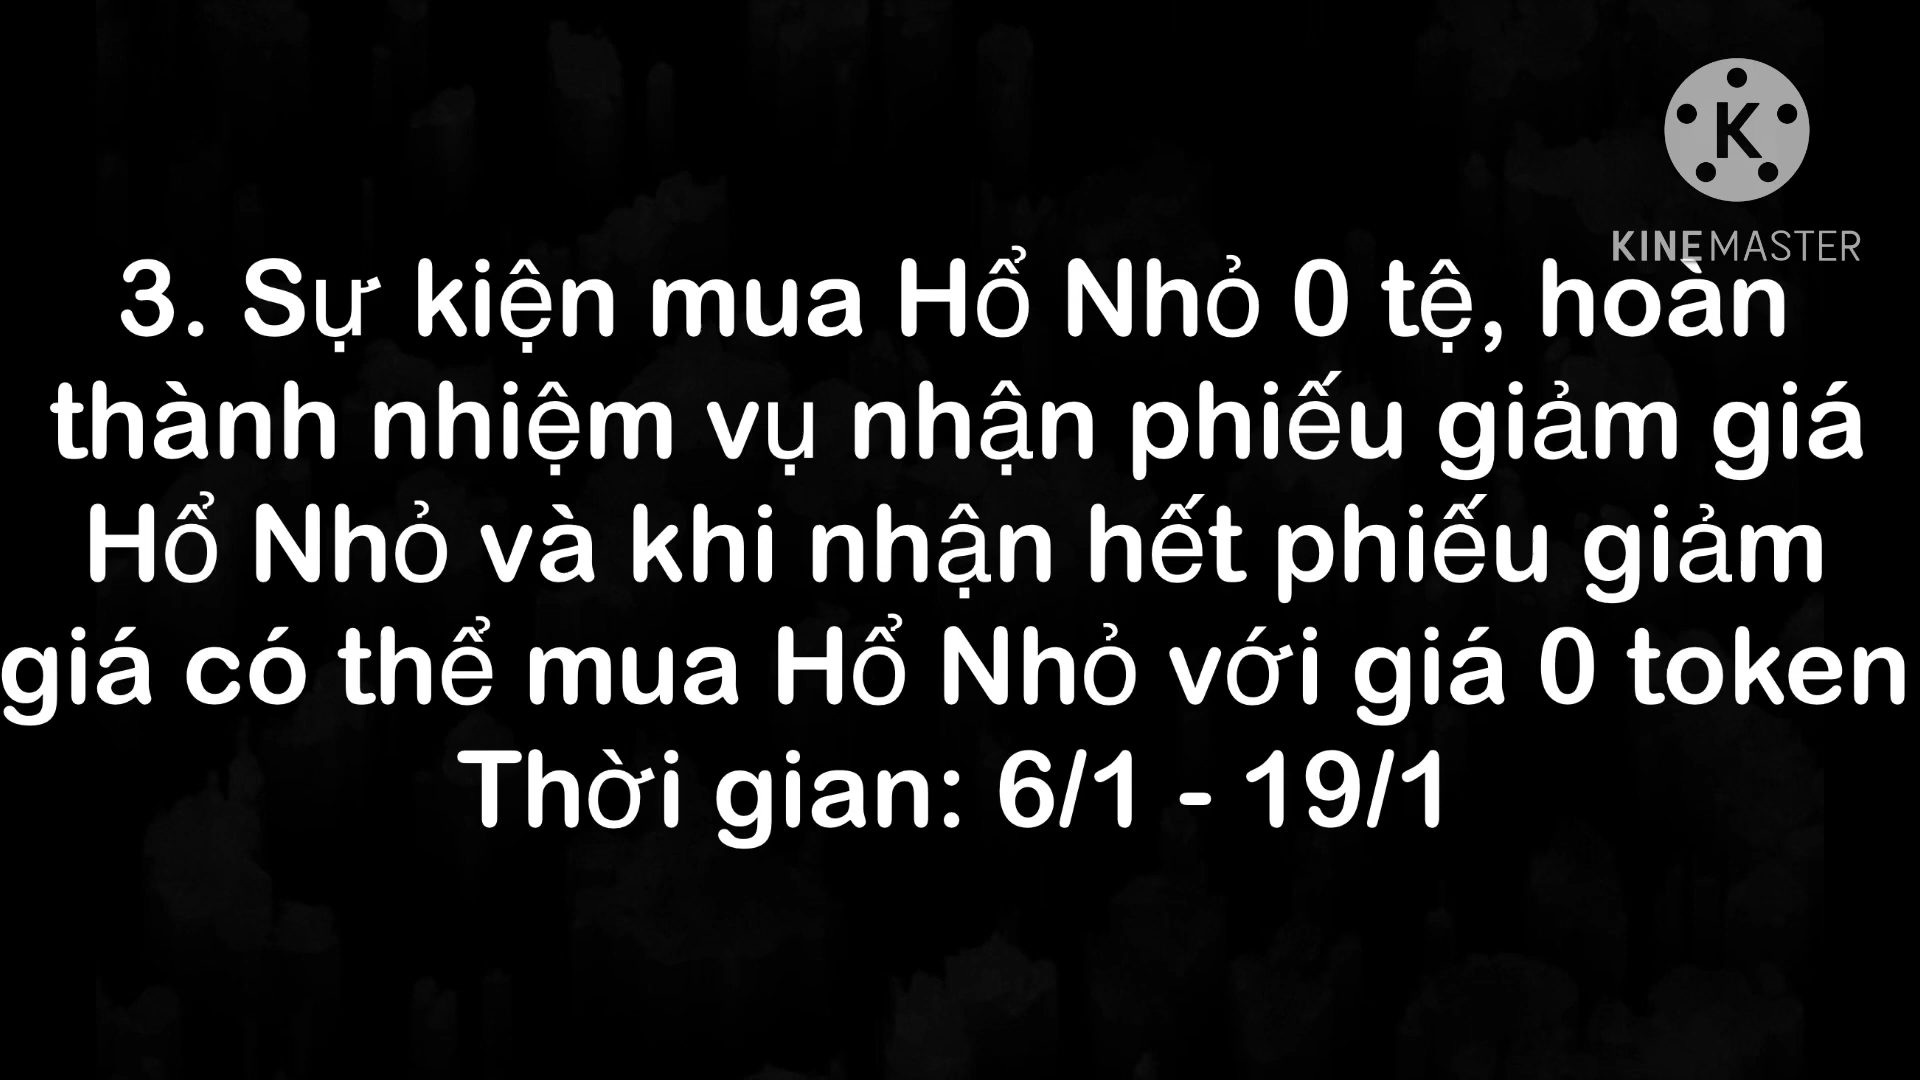 KINEMASTER
3. Sự kiện mua Hổ Nhỏ 0 tệ, hoàn
thành nhiệm vụ nhận phiếu giảm giá
Hổ Nhỏ và khi nhận hết phiếu giảm
giá có thể mua Hổ Nhỏ với giá 0 token
Thời gian: 6/1 - 19/1